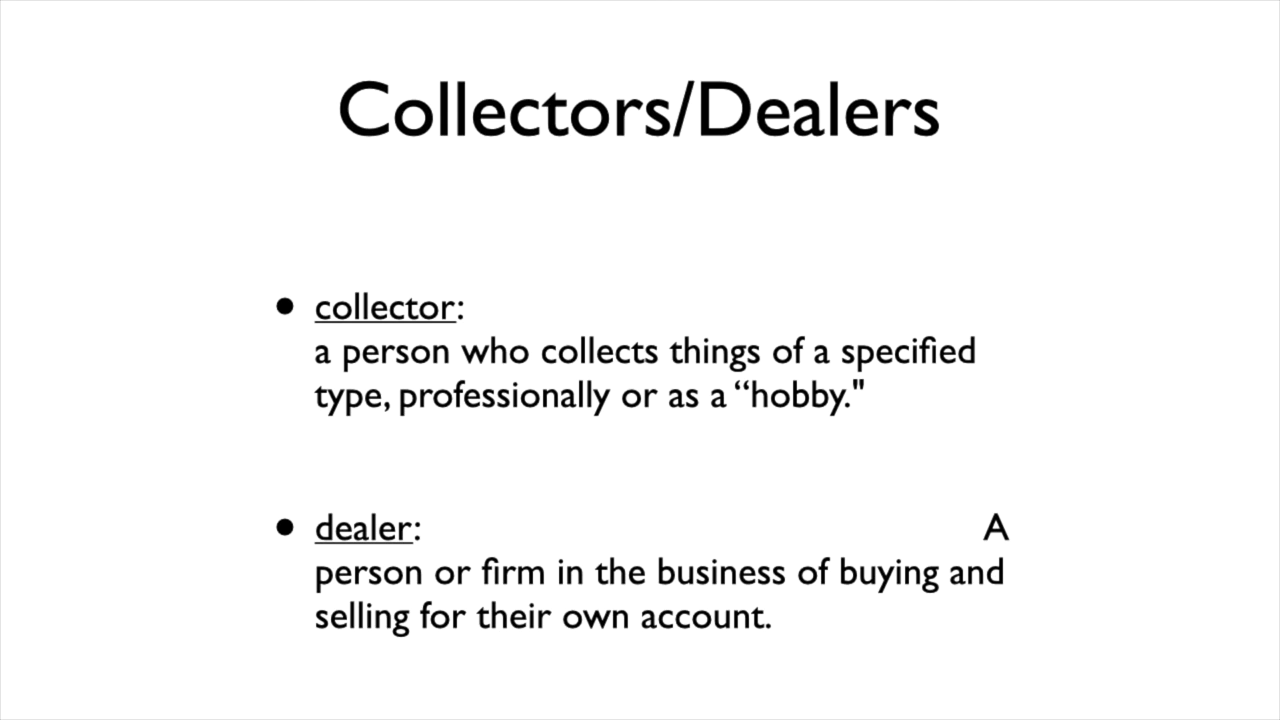 Collectors/Dealers
• collector:
a person who collects things of a specified
type, professionally or as a “hobby."
• dealer: A
person or firm in the business of buying and
selling for their own account.